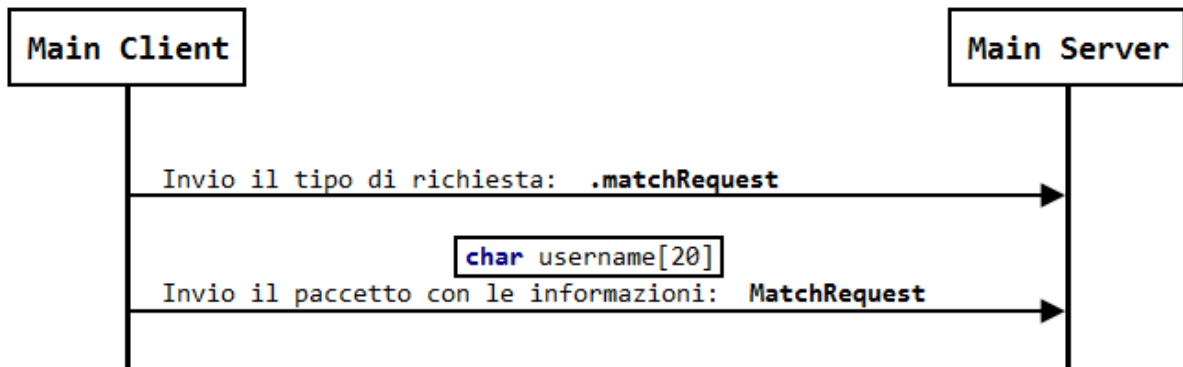 Main Client
Main Server
Invio il tipo di richiesta: .matchRequest
char username[20]
Invio il paccetto con le informazioni: MatchRequest